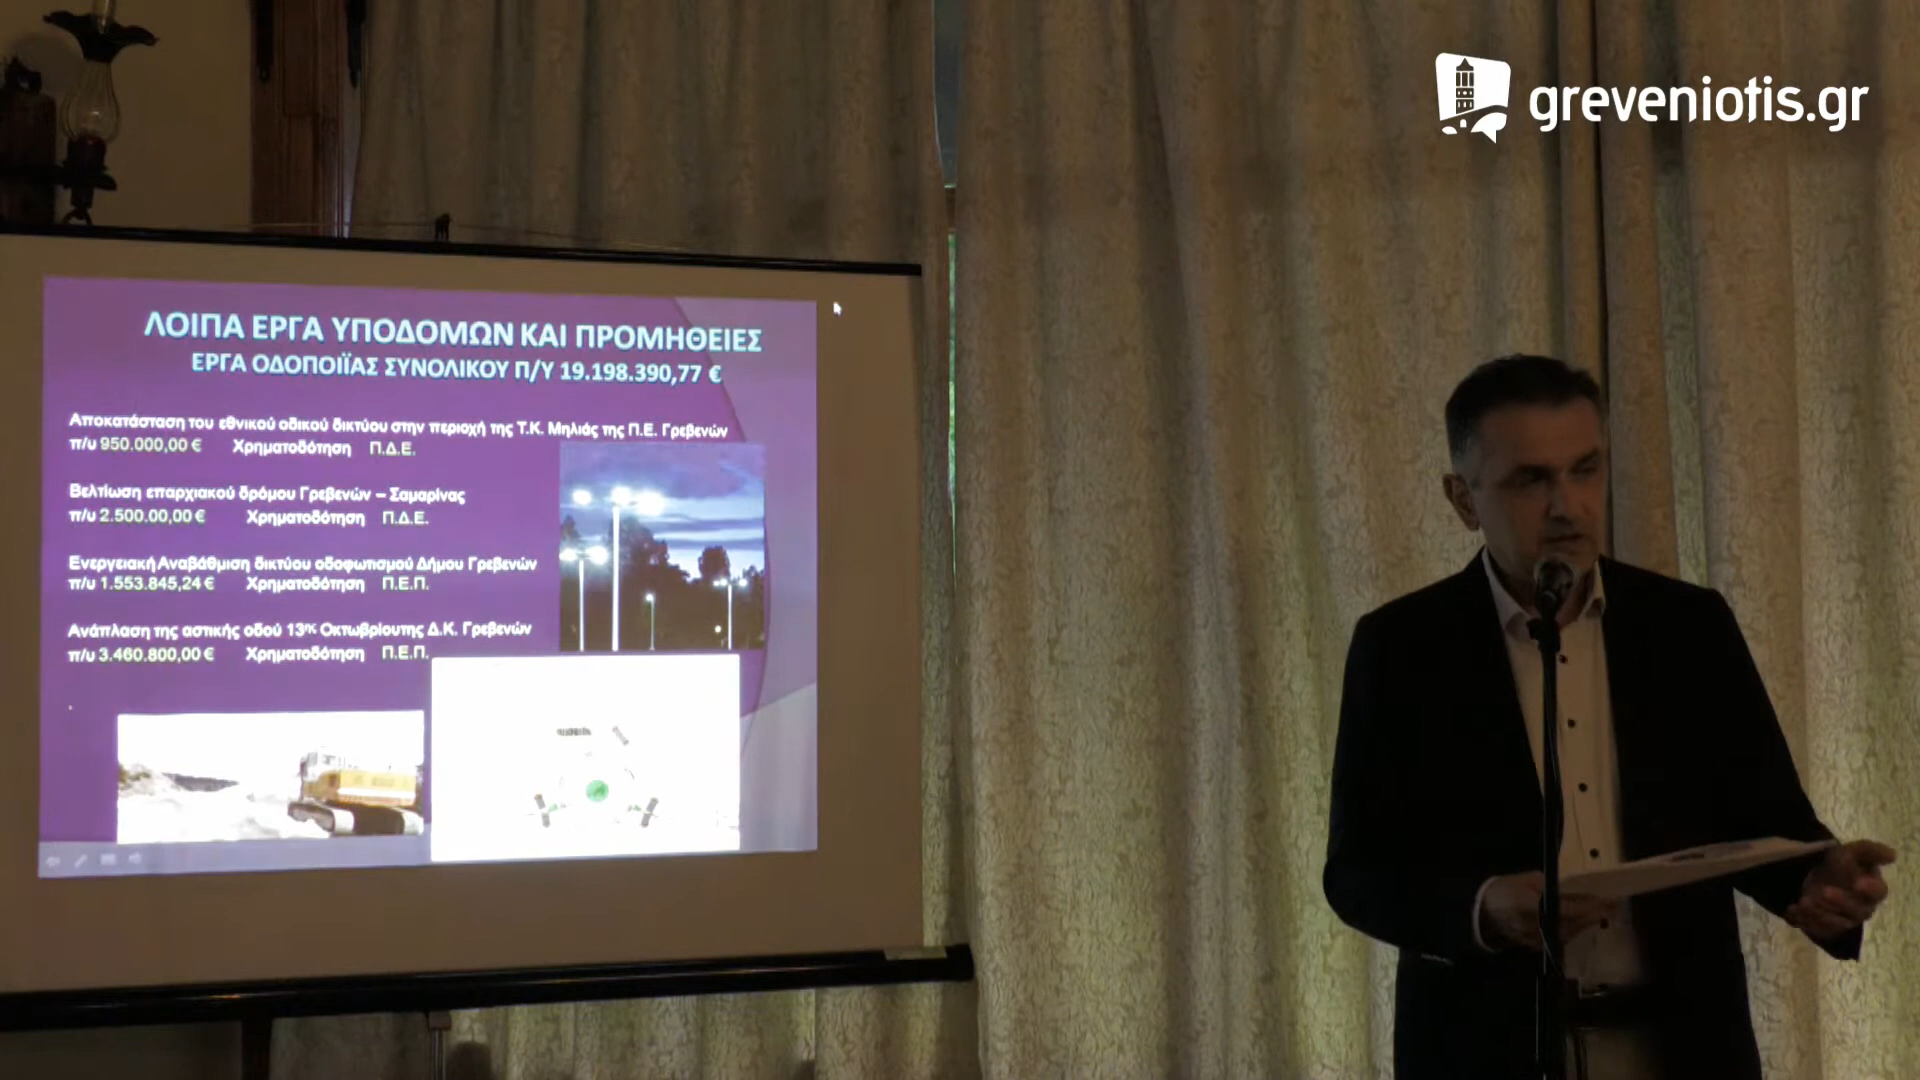 greveniotis.gr
ΛΟΙΠΑ ΕΡΓΑ ΥΠΟΔΟΜΩΝ ΚΑΙ ΠΡΟΜΗΘΕΙΕΣ
ΕΡΓΑ ΟΔΟΠΟΙΪΑΣ ΣΥΝΟΛΙΚΟΥ Π/Υ 19.198.390,77 €
Αποκατάσταση του εθνικού οδικού δικτύου στην περιοχή της Τ.Κ. Μηλιάς της Π.Ε. Γρεβενών
π/υ 950.000,00 € Χρηματοδότηση Π.Δ.Ε.
Βελτίωση επαρχιακού δρόμου Γρεβενών – Σαμαρίνας
π/υ 2.500.00,00 € Χρηματοδότηση Π.Δ.Ε.
Ενεργειακή Αναβάθμιση δικτύου οδοφωτισμού Δήμου Γρεβενών
π/υ 1.553.845,24 € Χρηματοδότηση Π.Ε.Π.
Ανάπλαση της αστικής οδού 13ης Οκτωβρίουτης Δ.Κ. Γρεβενών
π/υ 3.460.800,00 € Χρηματοδότηση Π.Ε.Π.